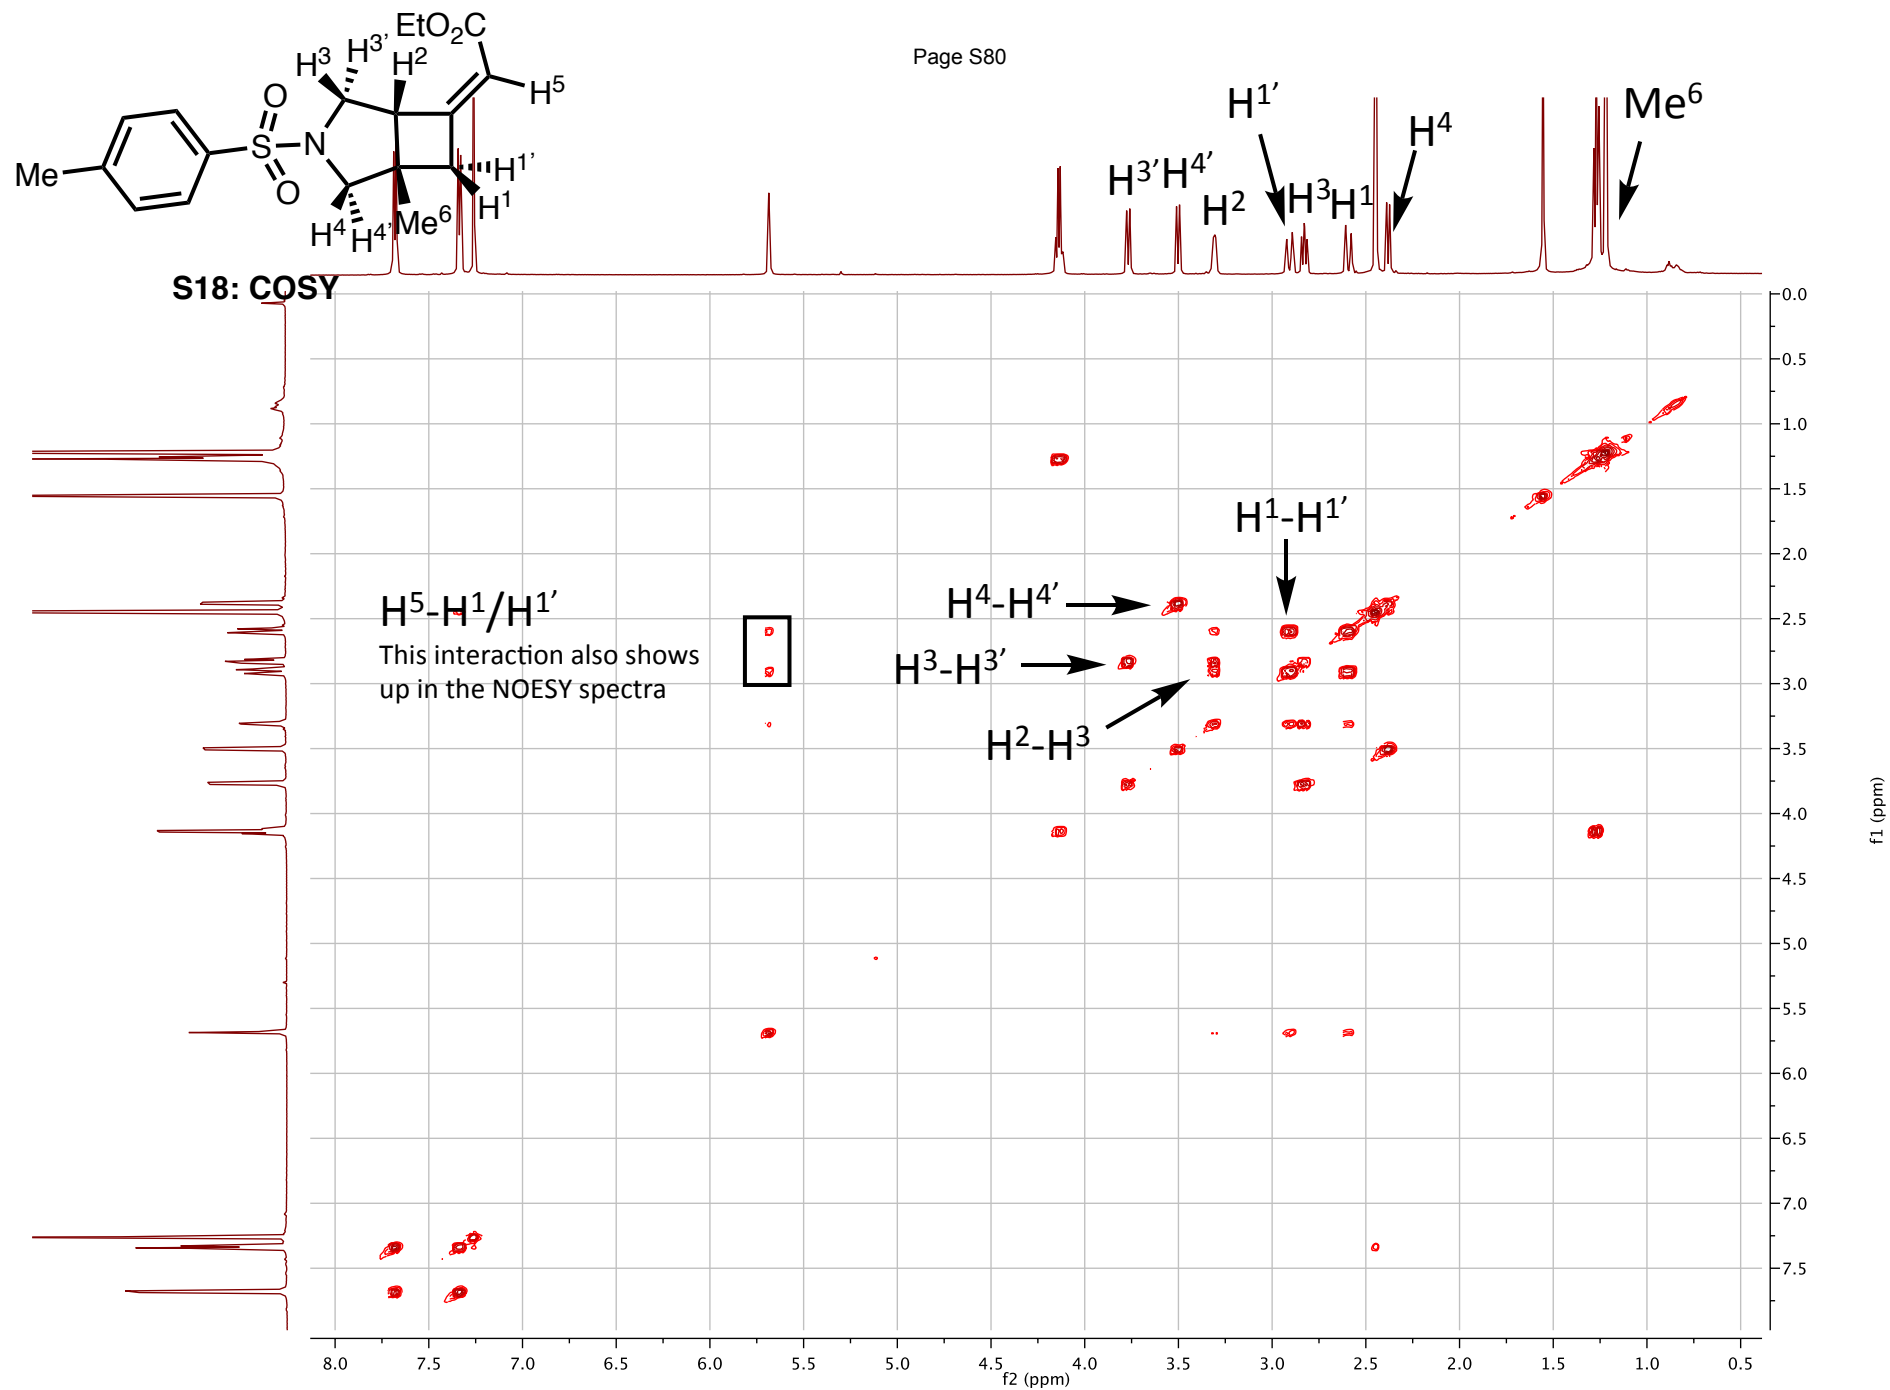 Page S80
EtO₂C
H³ H³' H² H⁵
O
S N
O
Me
H¹'
H¹
H⁴ H⁴' Me⁶
H³' H⁴' H² H¹' H³ H¹ H⁴ Me⁶
S18: COSY
H¹-H¹'
H⁵-H¹/H¹'
This interaction also shows
up in the NOESY spectra
H⁴-H⁴'
H³-H³'
H²-H³
0.0
0.5
1.0
1.5
2.0
2.5
3.0
3.5
4.0
4.5
5.0
5.5
6.0
6.5
7.0
7.5
f1 (ppm)
8.0 7.5 7.0 6.5 6.0 5.5 5.0 4.5 4.0 3.5 3.0 2.5 2.0 1.5 1.0 0.5
f2 (ppm)